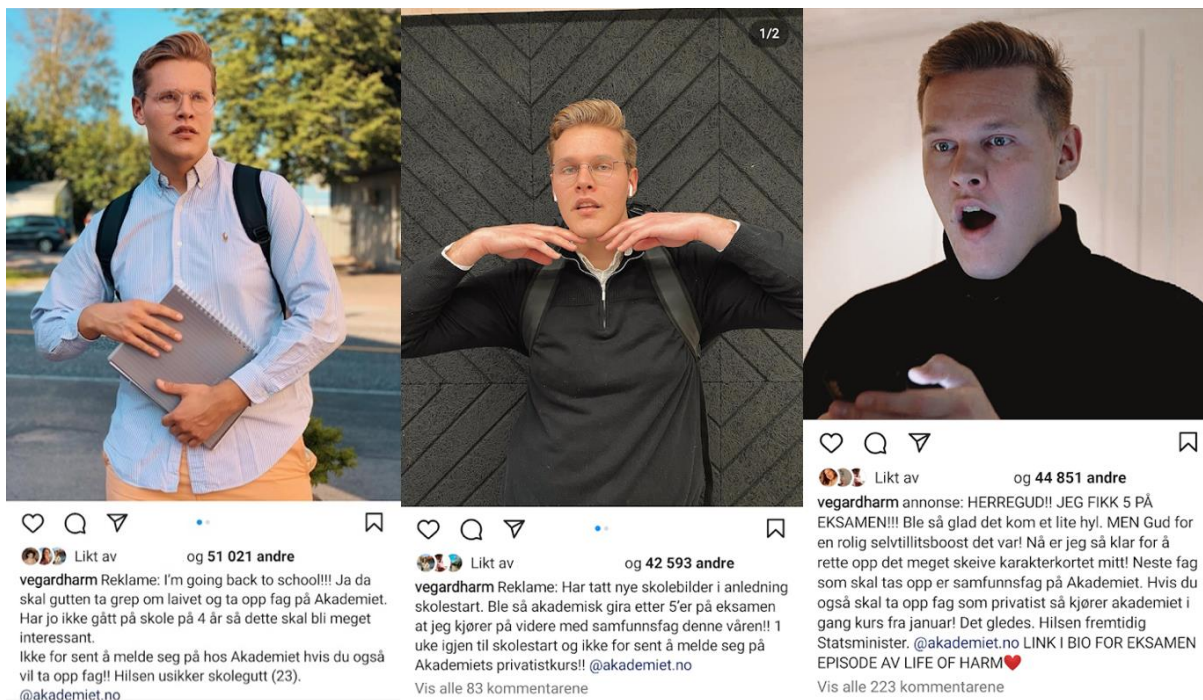 Likt av og 51 021 andre
vegardharm Reklame: I'm going back to school!!! Ja da
skal gutten ta grep om laivet og ta opp fag på Akademiet.
Har jo ikke gått på skole på 4 år så dette skal bli meget
interessant.
Ikke for sent å melde seg på hos Akademiet hvis du også
vil ta opp fag!! Hilsen usikker skolegutt (23).
@akademiet.no
1/2
Likt av og 42 593 andre
vegardharm Reklame: Har tatt nye skolebilder i anledning
skolestart. Ble så akademisk gira etter 5'er på eksamen
at jeg kjører på videre med samfunnsfag denne våren!! 1
uke igjen til skolestart og ikke for sent å melde seg på
Akademiets privatistkurs!! @akademiet.no
Vis alle 83 kommentarene
Likt av og 44 851 andre
vegardharm annonse: HERREGUD!! JEG FIKK 5 PÅ
EKSAMEN!!! Ble så glad det kom et lite hyl. MEN Gud for
en rolig selvtillitsboost det var! Nå er jeg så klar for å
rette opp det meget skeive karakterkortet mitt! Neste fag
som skal tas opp er samfunnsfag på Akademiet. Hvis du
også skal ta opp fag som privatist så kjører akademiet i
gang kurs fra januar! Det gledes. Hilsen fremtidig
Statsminister. @akademiet.no LINK I BIO FOR EKSAMEN
EPISODE AV LIFE OF HARM❤️
Vis alle 223 kommentarene